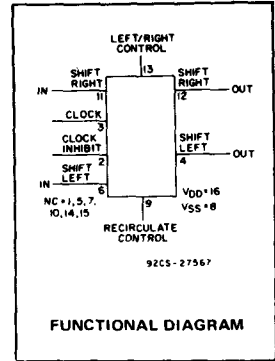 LEFT/RIGHT
CONTROL
13
SHIFT
RIGHT
IN
11
SHIFT
RIGHT
12
OUT
CLOCK
3
CLOCK
INHIBIT
2
SHIFT
LEFT
4
OUT
SHIFT
LEFT
IN
6
NC = 1, 5, 7,
10, 14, 15
9
VDD = 16
VSS = 8
RECIRCULATE
CONTROL
92CS-27567
FUNCTIONAL DIAGRAM